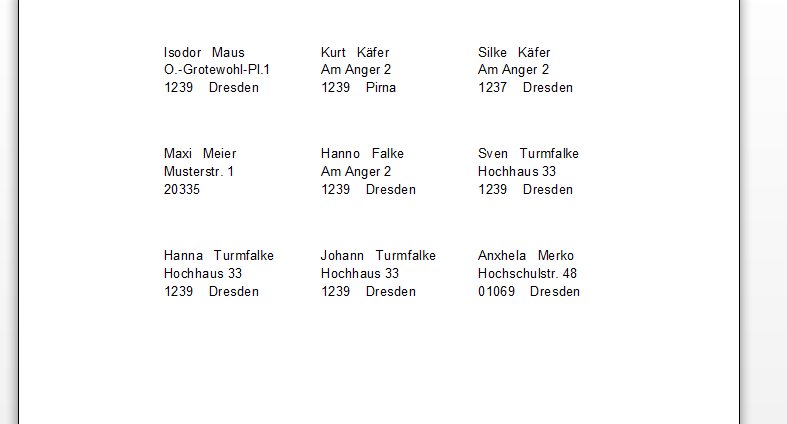 Isodor Maus
O.-Grotewohl-Pl.1
1239 Dresden
Kurt Käfer
Am Anger 2
1239 Pirna
Silke Käfer
Am Anger 2
1237 Dresden
Maxi Meier
Musterstr. 1
20335
Hanno Falke
Am Anger 2
1239 Dresden
Sven Turmfalke
Hochhaus 33
1239 Dresden
Hanna Turmfalke
Hochhaus 33
1239 Dresden
Johann Turmfalke
Hochhaus 33
1239 Dresden
Anxhela Merko
Hochschulstr. 48
01069 Dresden